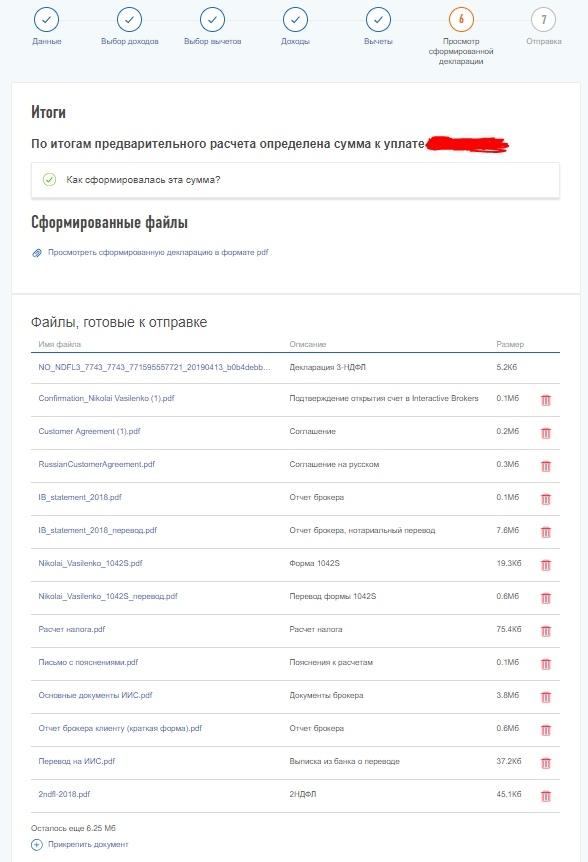 6
7
Данные
Выбор доходов
Выбор вычетов
Доходы
Вычеты
Просмотр
сформированной
декларации
Отправка
Итоги
По итогам предварительного расчета определена сумма к уплате
Как сформировалась эта сумма?
Сформированные файлы
Просмотреть сформированную декларацию в формате pdf
Файлы, готовые к отправке
Имя файла Описание Размер
NO_NDFL3_7743_7743_771595557721_20190413_b0b4debb... Декларация 3-НДФЛ 5.2Кб
Confirmation_Nikolai Vasilenko (1).pdf Подтверждение открытия счет в Interactive Brokers 0.1Мб
Customer Agreement (1).pdf Соглашение 0.2Мб
RussianCustomerAgreement.pdf Соглашение на русском 0.3Мб
IB_statement_2018.pdf Отчет брокера 0.1Мб
IB_statement_2018_перевод.pdf Отчет брокера, нотариальный перевод 7.6Мб
Nikolai_Vasilenko_1042S.pdf Форма 1042S 19.3Кб
Nikolai_Vasilenko_1042S_перевод.pdf Перевод формы 1042S 0.6Мб
Расчет налога.pdf Расчет налога 75.4Кб
Письмо с пояснениями.pdf Пояснения к расчетам 0.1Мб
Основные документы ИИС.pdf Документы брокера 3.8Мб
Отчет брокера клиенту (краткая форма).pdf Отчет брокера 0.6Мб
Перевод на ИИС.pdf Выписка из банка о переводе 37.2Кб
2ndfl-2018.pdf 2НДФЛ 45.1Кб
Осталось еще 6.25 Мб
Прикрепить документ